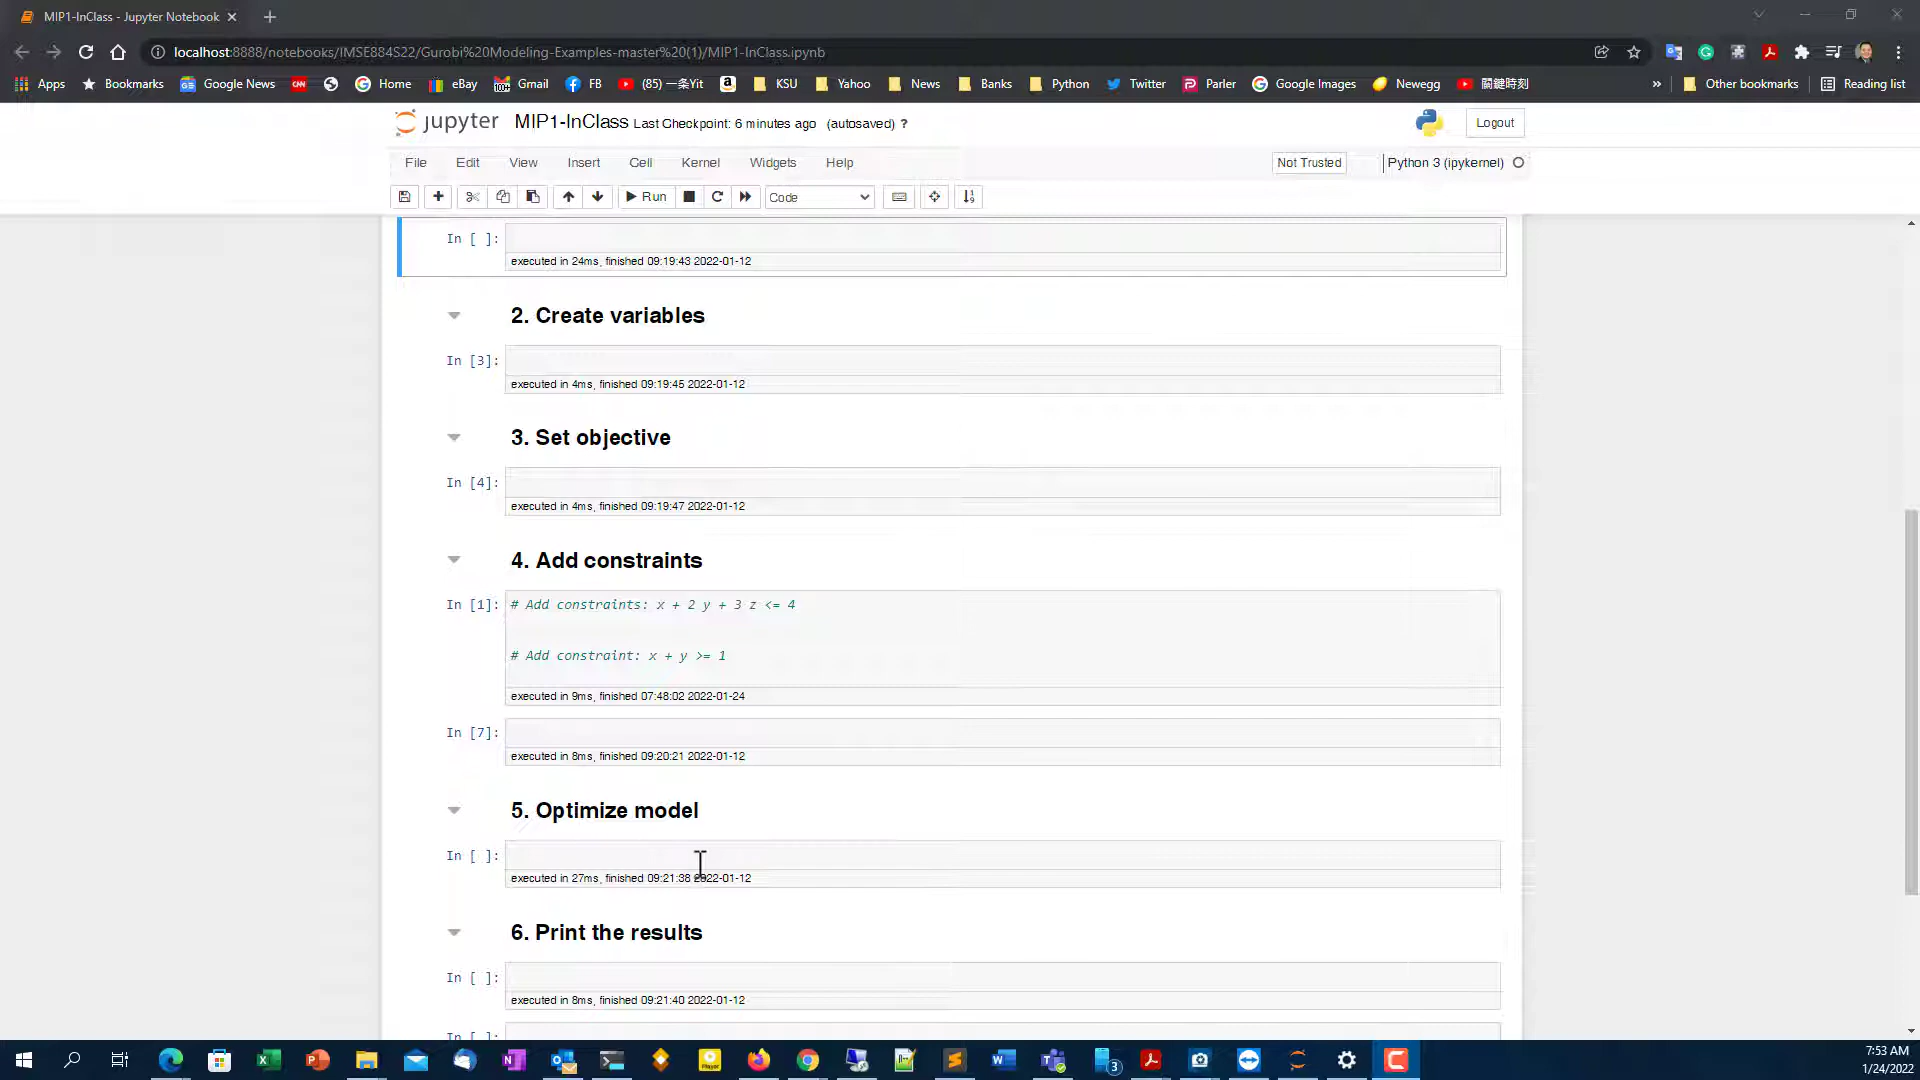 MIP1-InClass - Jupyter Notebook
localhost:8888/notebooks/IMSE884S22/Gurobi%20Modeling-Examples-master%20(1)/MIP1-InClass.ipynb
Apps Bookmarks Google News CNN Home eBay Gmail FB (85) 一条Yit KSU Yahoo News Banks Python Twitter Parler Google Images Newegg 關鍵時刻 » Other bookmarks Reading list
jupyter MIP1-InClass Last Checkpoint: 6 minutes ago (autosaved) ? Logout
File Edit View Insert Cell Kernel Widgets Help Not Trusted Python 3 (ipykernel)
Run Code
In [ ]:
executed in 24ms, finished 09:19:43 2022-01-12
2. Create variables
In [3]:
executed in 4ms, finished 09:19:45 2022-01-12
3. Set objective
In [4]:
executed in 4ms, finished 09:19:47 2022-01-12
4. Add constraints
In [1]: # Add constraints: x + 2 y + 3 z <= 4
# Add constraint: x + y >= 1
executed in 9ms, finished 07:48:02 2022-01-24
In [7]:
executed in 8ms, finished 09:20:21 2022-01-12
5. Optimize model
In [ ]:
executed in 27ms, finished 09:21:38 2022-01-12
6. Print the results
In [ ]:
executed in 8ms, finished 09:21:40 2022-01-12
In [ ]:
7:53 AM
1/24/2022